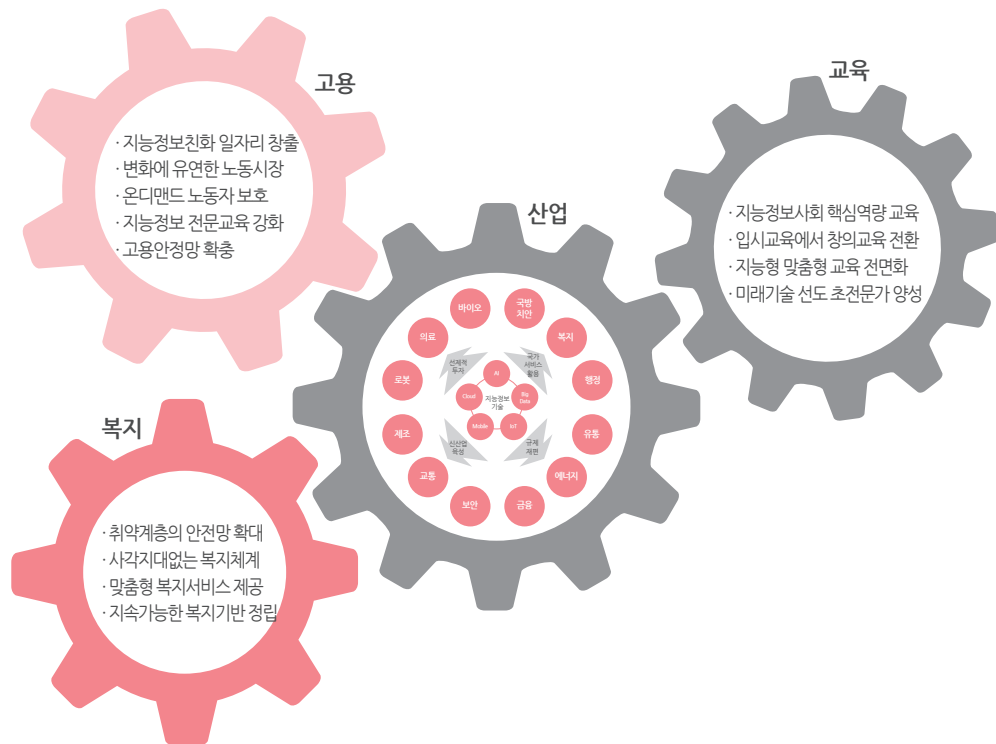 고용
· 지능정보친화 일자리 창출
· 변화에 유연한 노동시장
· 온디맨드 노동자 보호
· 지능정보 전문교육 강화
· 고용안정망 확충
교육
· 지능정보사회 핵심역량 교육
· 입시교육에서 창의교육 전환
· 지능형 맞춤형 교육 전면화
· 미래기술 선도 초전문가 양성
산업
바이오
국방
치안
의료
복지
로봇
행정
제조
유통
교통
에너지
보안
금융
선제적
투자
국가
서비스
활용
신산업
육성
규제
재편
AI
Cloud
Big
Data
지능정보
기술
Mobile
IoT
복지
· 취약계층의 안전망 확대
· 사각지대없는 복지체계
· 맞춤형 복지서비스 제공
· 지속가능한 복지기반 정립